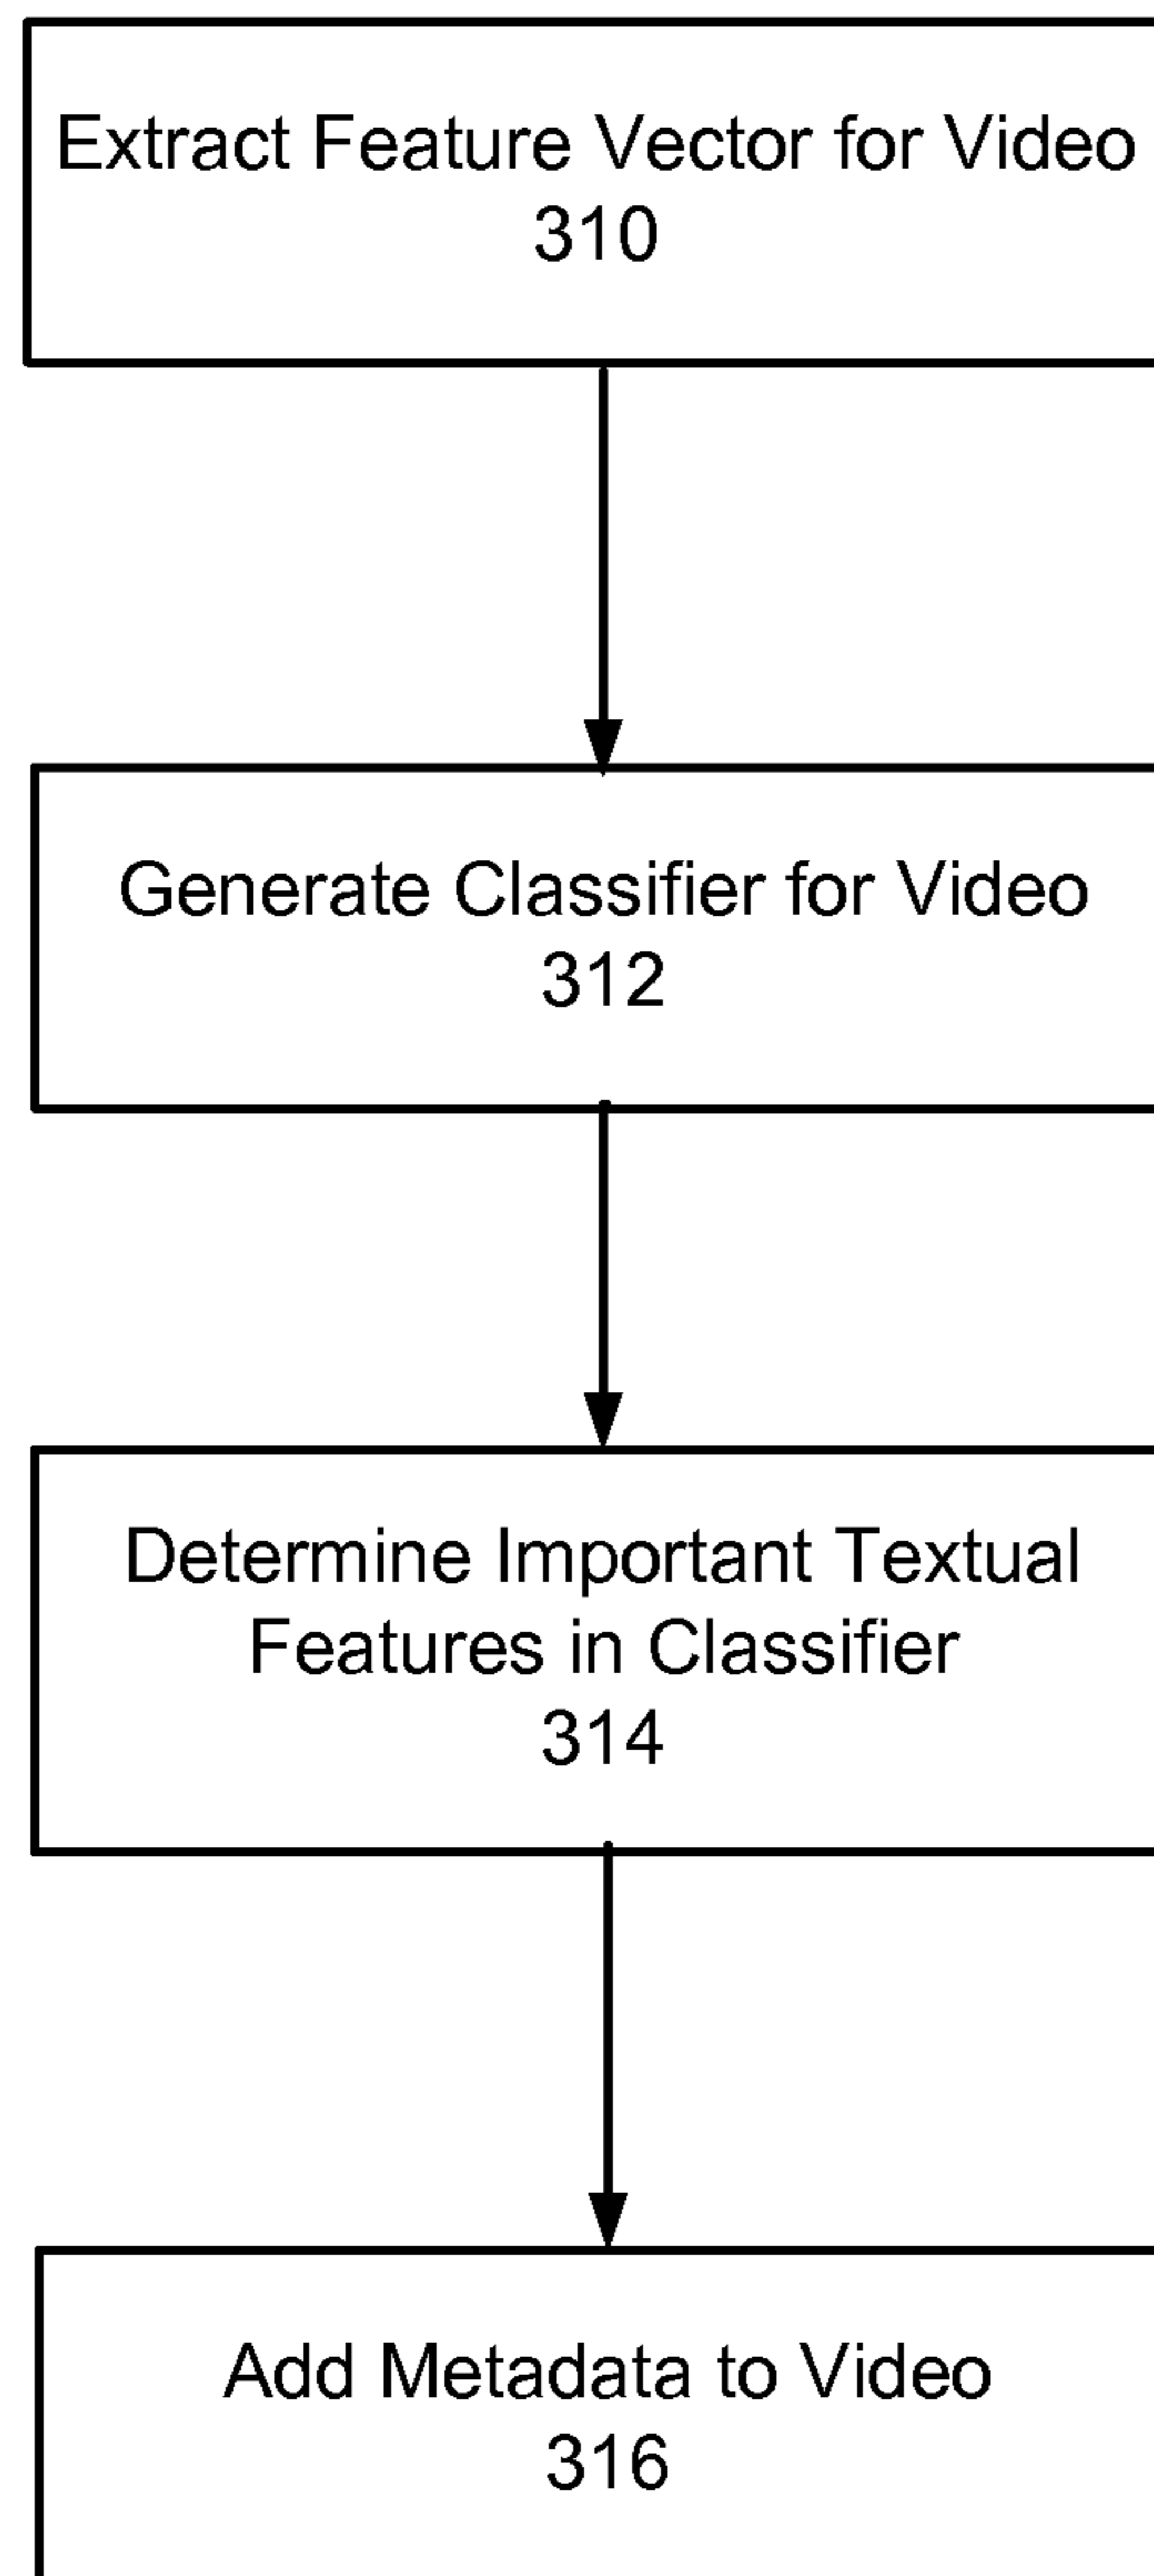 Extract Feature Vector for Video
310
Generate Classifier for Video
312
Determine Important Textual
Features in Classifier
314
Add Metadata to Video
316